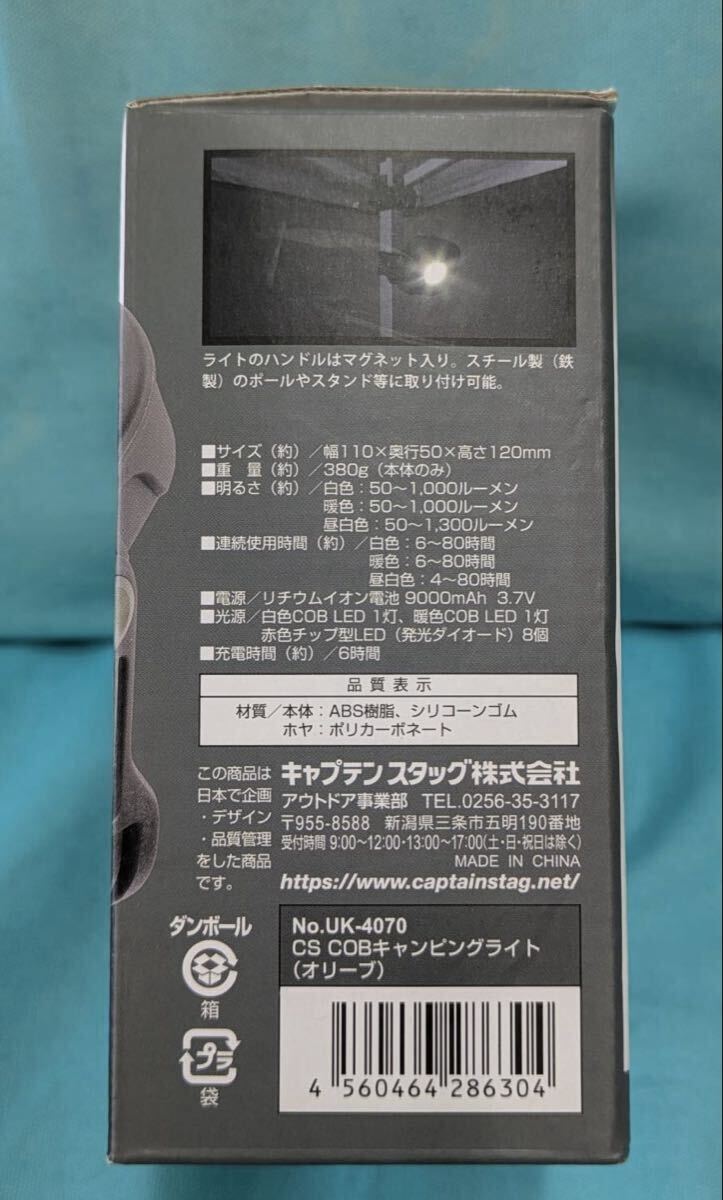 ライトのハンドルはマグネット入り。スチール製（鉄
製）のポールやスタンド等に取り付け可能。
■サイズ（約）／幅110×奥行50×高さ120mm
■重　量（約）／380g（本体のみ）
■明るさ（約）／白色：50〜1,000ルーメン
暖色：50〜1,000ルーメン
昼白色：50〜1,300ルーメン
■連続使用時間（約）／白色：6〜80時間
暖色：6〜80時間
昼白色：4〜80時間
■電源／リチウムイオン電池 9000mAh 3.7V
■光源／白色COB LED 1灯、暖色COB LED 1灯
赤色チップ型LED（発光ダイオード）8個
■充電時間（約）／6時間
品質表示
材質／本体：ABS樹脂、シリコーンゴム
ホヤ：ポリカーボネート
この商品は
日本で企画
・デザイン
・品質管理
をした商品
です。
キャプテンスタッグ株式会社
アウトドア事業部 TEL.0256-35-3117
〒955-8588 新潟県三条市五明190番地
受付時間 9:00〜12:00・13:00〜17:00(土・日・祝日は除く)
MADE IN CHINA
https://www.captainstag.net/
ダンボール
箱
プラ
袋
No.UK-4070
CS COBキャンピングライト
（オリーブ）
4 560464 286304